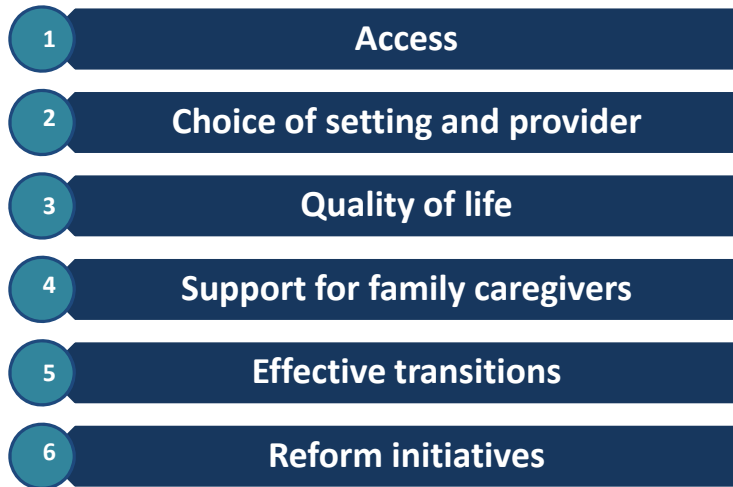 1 Access
2 Choice of setting and provider
3 Quality of life
4 Support for family caregivers
5 Effective transitions
6 Reform initiatives